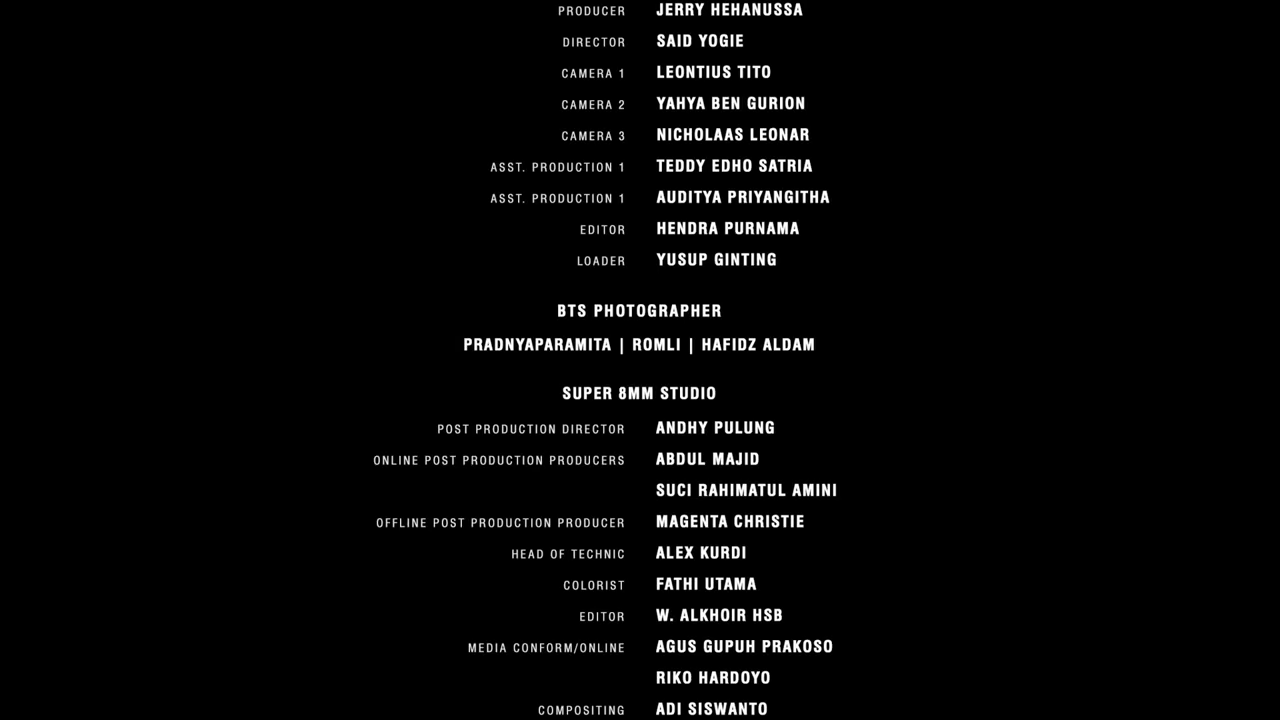 PRODUCER JERRY HEHANUSSA
DIRECTOR SAID YOGIE
CAMERA 1 LEONTIUS TITO
CAMERA 2 YAHYA BEN GURION
CAMERA 3 NICHOLAAS LEONAR
ASST. PRODUCTION 1 TEDDY EDHO SATRIA
ASST. PRODUCTION 1 AUDITYA PRIYANGITHA
EDITOR HENDRA PURNAMA
LOADER YUSUP GINTING
BTS PHOTOGRAPHER
PRADNYAPARAMITA | ROMLI | HAFIDZ ALDAM
SUPER 8MM STUDIO
POST PRODUCTION DIRECTOR ANDHY PULUNG
ONLINE POST PRODUCTION PRODUCERS ABDUL MAJID
SUCI RAHIMATUL AMINI
OFFLINE POST PRODUCTION PRODUCER MAGENTA CHRISTIE
HEAD OF TECHNIC ALEX KURDI
COLORIST FATHI UTAMA
EDITOR W. ALKHOIR HSB
MEDIA CONFORM/ONLINE AGUS GUPUH PRAKOSO
RIKO HARDOYO
COMPOSITING ADI SISWANTO